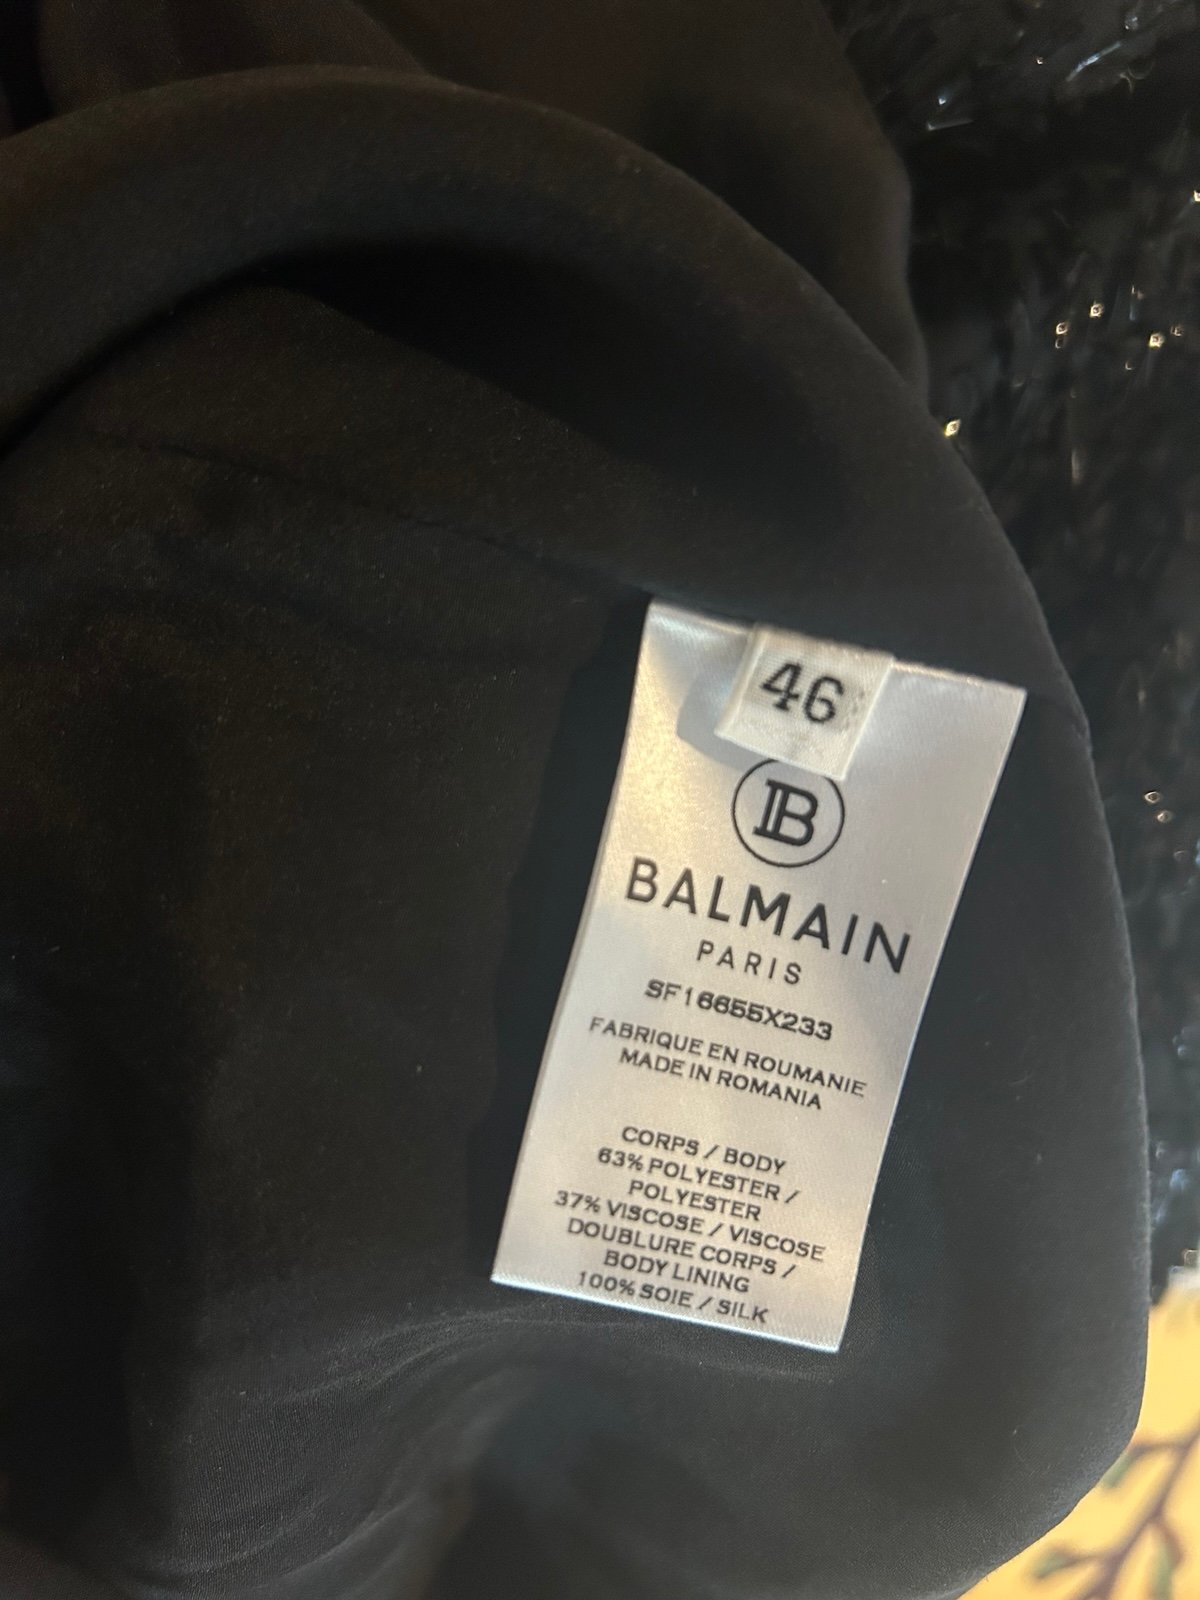 46
B
BALMAIN
PARIS
SF16655X233
FABRIQUE EN ROUMANIE
MADE IN ROMANIA
CORPS / BODY
63% POLYESTER /
POLYESTER
37% VISCOSE / VISCOSE
DOUBLURE CORPS /
BODY LINING
100% SOIE / SILK